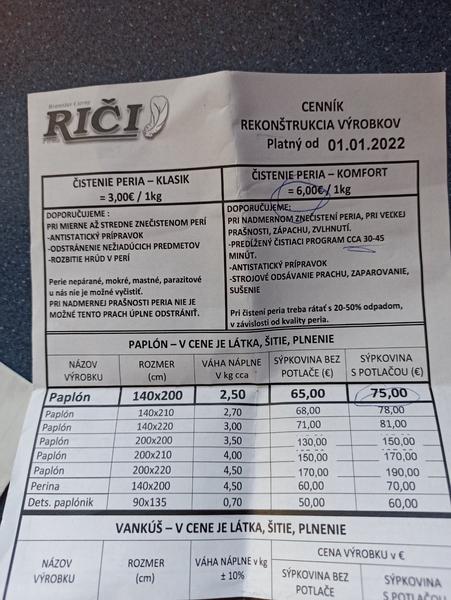 Branislav Czerny
RIČI
CENNÍK
REKONŠTRUKCIA VÝROBKOV
Platný od 01.01.2022
ČISTENIE PERIA – KLASIK
= 3,00€ / 1kg
DOPORUČUJEME :
PRI MIERNE AŽ STREDNE ZNEČISTENOM PERÍ
-ANTISTATICKÝ PRÍPRAVOK
-ODSTRÁNENIE NEŽIADUCICH PREDMETOV
-ROZBITIE HRÚD V PERÍ
Perie nepárané, mokré, mastné, parazitové
u nás nie je možné vyčistiť.
PRI NADMERNEJ PRAŠNOSTI PERIA NIE JE
MOŽNÉ TENTO PRACH ÚPLNE ODSTRÁNIŤ.
ČISTENIE PERIA – KOMFORT
= 6,00€ / 1kg
DOPORUČUJEME:
PRI NADMERNOM ZNEČISTENÍ PERIA, PRI VEĽKEJ
PRAŠNOSTI, ZÁPACHU, ZVLHNUTÍ.
-PREDĹŽENÝ ČISTIACI PROGRAM CCA 30-45
MINÚT.
-ANTISTATICKÝ PRÍPRAVOK
-STROJOVÉ ODSÁVANIE PRACHU, ZAPAROVANIE,
SUŠENIE
Pri čistení peria treba rátať s 20-50% odpadom,
v závislosti od kvality peria.
PAPLÓN – V CENE JE LÁTKA, ŠITIE, PLNENIE
NÁZOV VÝROBKU ROZMER (cm) VÁHA NÁPLNE V kg cca SÝPKOVINA BEZ POTLAČE (€) SÝPKOVINA S POTLAČOU (€)
Paplón 140x200 2,50 65,00 75,00
Paplón 140x210 2,70 68,00 78,00
Paplón 140x220 3,00 71,00 81,00
Paplón 200x200 3,50 130,00 150,00
Paplón 200x210 4,00 150,00 170,00
Paplón 200x220 4,50 170,00 190,00
Perina 140x200 4,50 60,00 70,00
Dets. paplónik 90x135 0,70 50,00 60,00
VANKÚŠ – V CENE JE LÁTKA, ŠITIE, PLNENIE
NÁZOV VÝROBKU ROZMER (cm) VÁHA NÁPLNE v kg ± 10% CENA VÝROBKU v €
SÝPKOVINA BEZ POTLAČE SÝPKOVINA S POTLAČOU